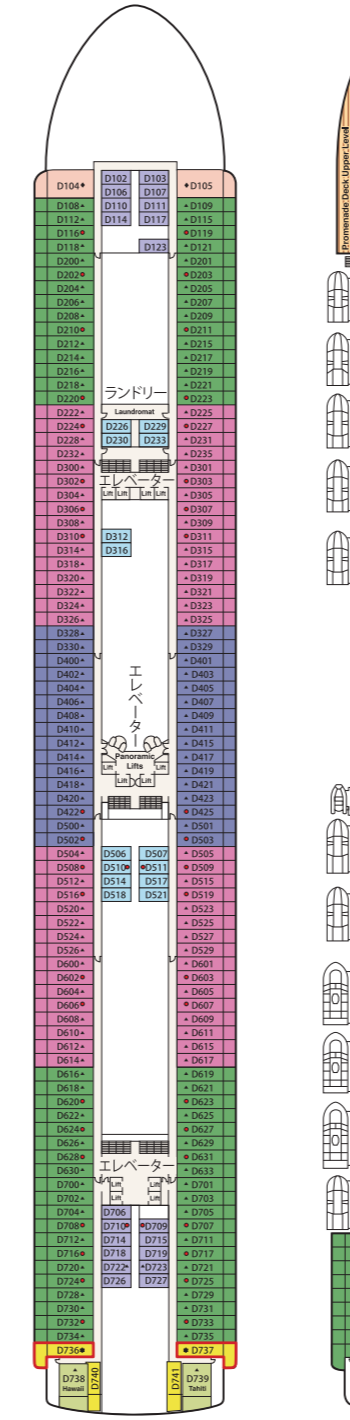 D102 D103
D104 D106 D107 D105
D108 D110 D111 D109
D112 D114 D117 D115
D116 D119
D118 D123 D121
D200 D201
D202 D203
D204 D205
D206 D207
D208 D209
D210 D211
D212 D215
D214 D217
D216 D219
D218 D221
D220 ランドリー D223
D222 Laundromat D225
D224 D226 D229 D227
D228 D230 D233 D231
D232 D235
D300 D301
D302 エレベーター D303
D304 Lift Lift Lift Lift D305
D306 D307
D308 D309
D310 D312 D311
D314 D316 D315
D318 D317
D320 D319
D322 D321
D324 D323
D326 D325
D328 D327
D330 D329
D400 D401
D402 D403
D404 D405
D406 D407
D408 D409
D410 エレベーター D411
D412 D415
D414 Panoramic D417
D416 Lift Lifts Lift D419
D418 Lift Lift D421
D420 D423
D422 D425
D500 D501
D502 D503
D504 D506 D507 D505
D508 D510 D511 D509
D512 D514 D517 D515
D516 D518 D521 D519
D520 D523
D522 D525
D524 D527
D526 D529
D600 D601
D602 D603
D604 D605
D606 D607
D608 D609
D610 D611
D612 D615
D614 D617
D616 D619
D618 D621
D620 D623
D622 D625
D624 D627
D626 D629
D628 D631
D630 エレベーター D633
D700 Lift Lift D701
D702 Lift Lift D703
D704 D706 D705
D708 D710 D709 D707
D712 D714 D715 D711
D716 D718 D719 D717
D720 D722 D723 D721
D724 D726 D727 D725
D728 D729
D730 D731
D732 D733
D734 D735
D736 D737
D738 D740 D741 D739
Hawaii Tahiti
Promenade Deck Upper Level